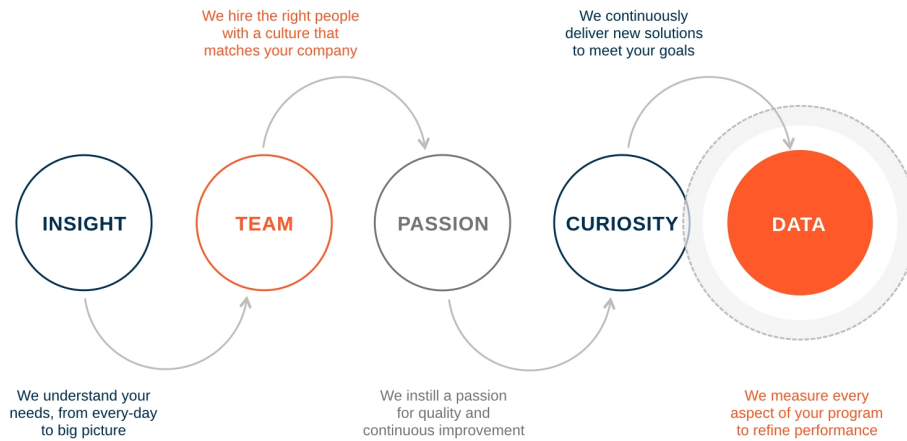 We hire the right people
with a culture that
matches your company
We continuously
deliver new solutions
to meet your goals
INSIGHT
TEAM
PASSION
CURIOSITY
DATA
We understand your
needs, from every-day
to big picture
We instill a passion
for quality and
continuous improvement
We measure every
aspect of your program
to refine performance